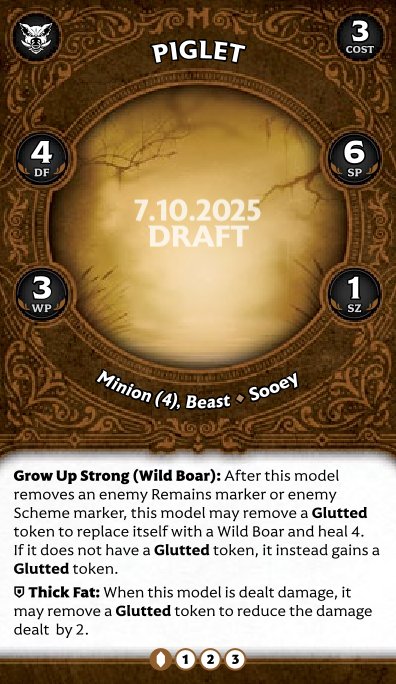 PIGLET
3
COST
4
DF
6
SP
7.10.2025
DRAFT
3
WP
1
SZ
Minion (4), Beast ◆ Sooey
Grow Up Strong (Wild Boar): After this model
removes an enemy Remains marker or enemy
Scheme marker, this model may remove a Glutted
token to replace itself with a Wild Boar and heal 4.
If it does not have a Glutted token, it instead gains a
Glutted token.
Thick Fat: When this model is dealt damage, it
may remove a Glutted token to reduce the damage
dealt by 2.
1 2 3